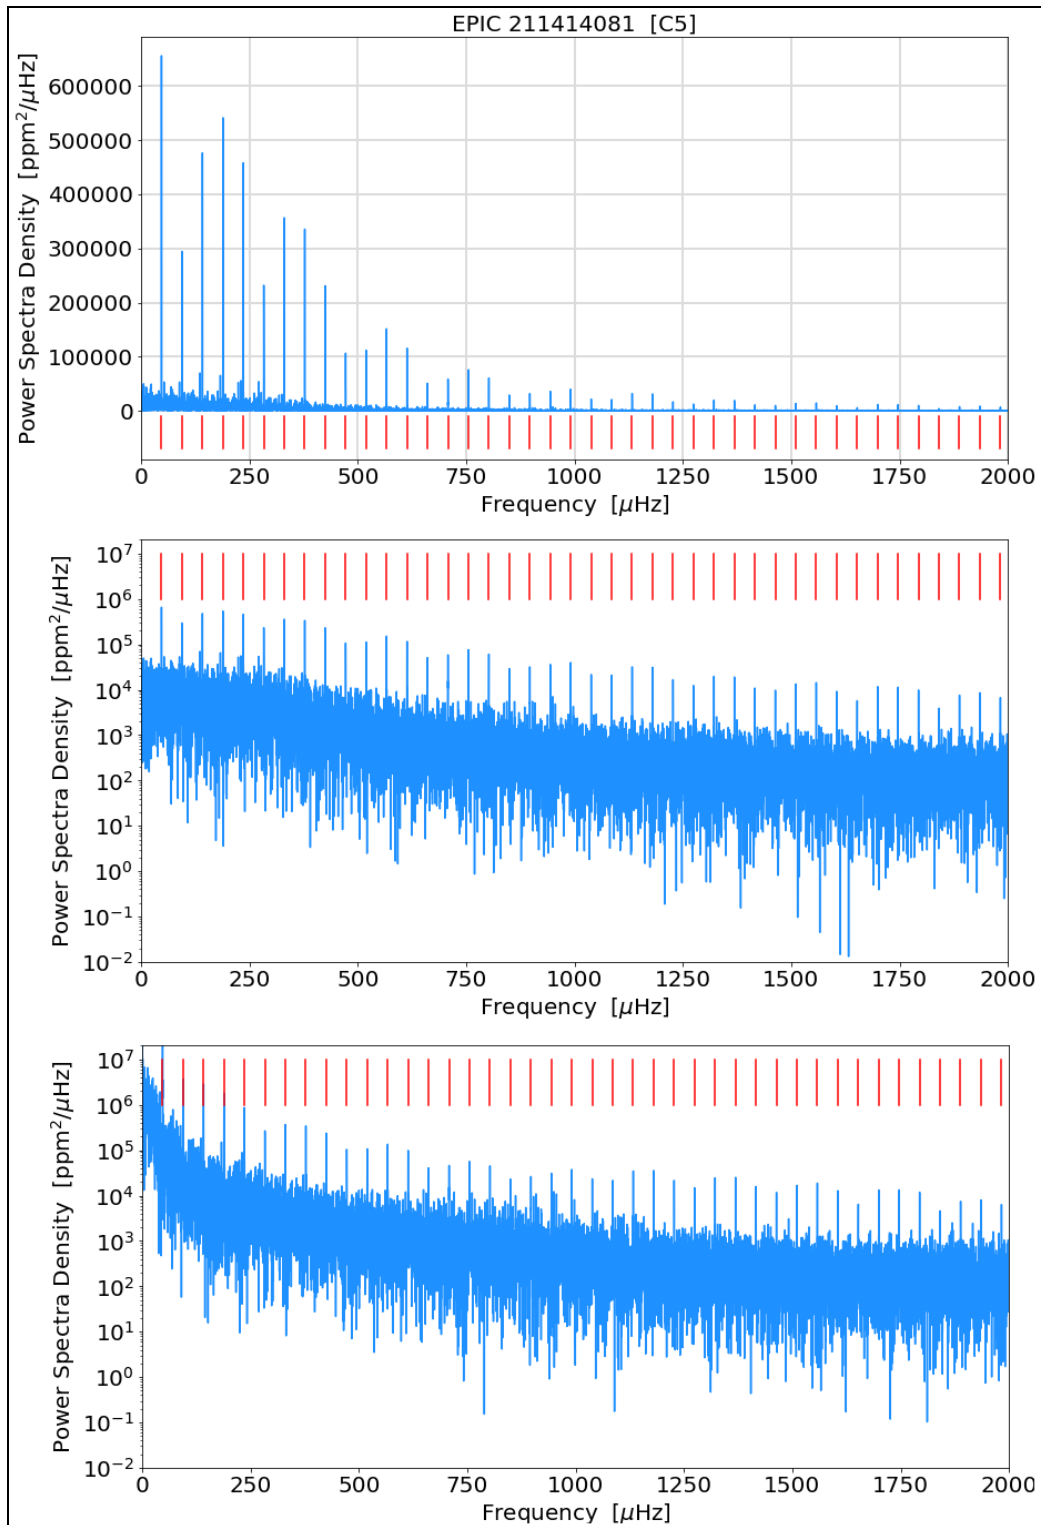 EPIC 211414081 [C5]
Power Spectra Density [ppm²/μHz]
600000
500000
400000
300000
200000
100000
0
0 250 500 750 1000 1250 1500 1750 2000
Frequency [μHz]
Power Spectra Density [ppm²/μHz]
10⁷
10⁶
10⁵
10⁴
10³
10²
10¹
10⁰
10⁻¹
10⁻²
0 250 500 750 1000 1250 1500 1750 2000
Frequency [μHz]
Power Spectra Density [ppm²/μHz]
10⁷
10⁶
10⁵
10⁴
10³
10²
10¹
10⁰
10⁻¹
10⁻²
0 250 500 750 1000 1250 1500 1750 2000
Frequency [μHz]